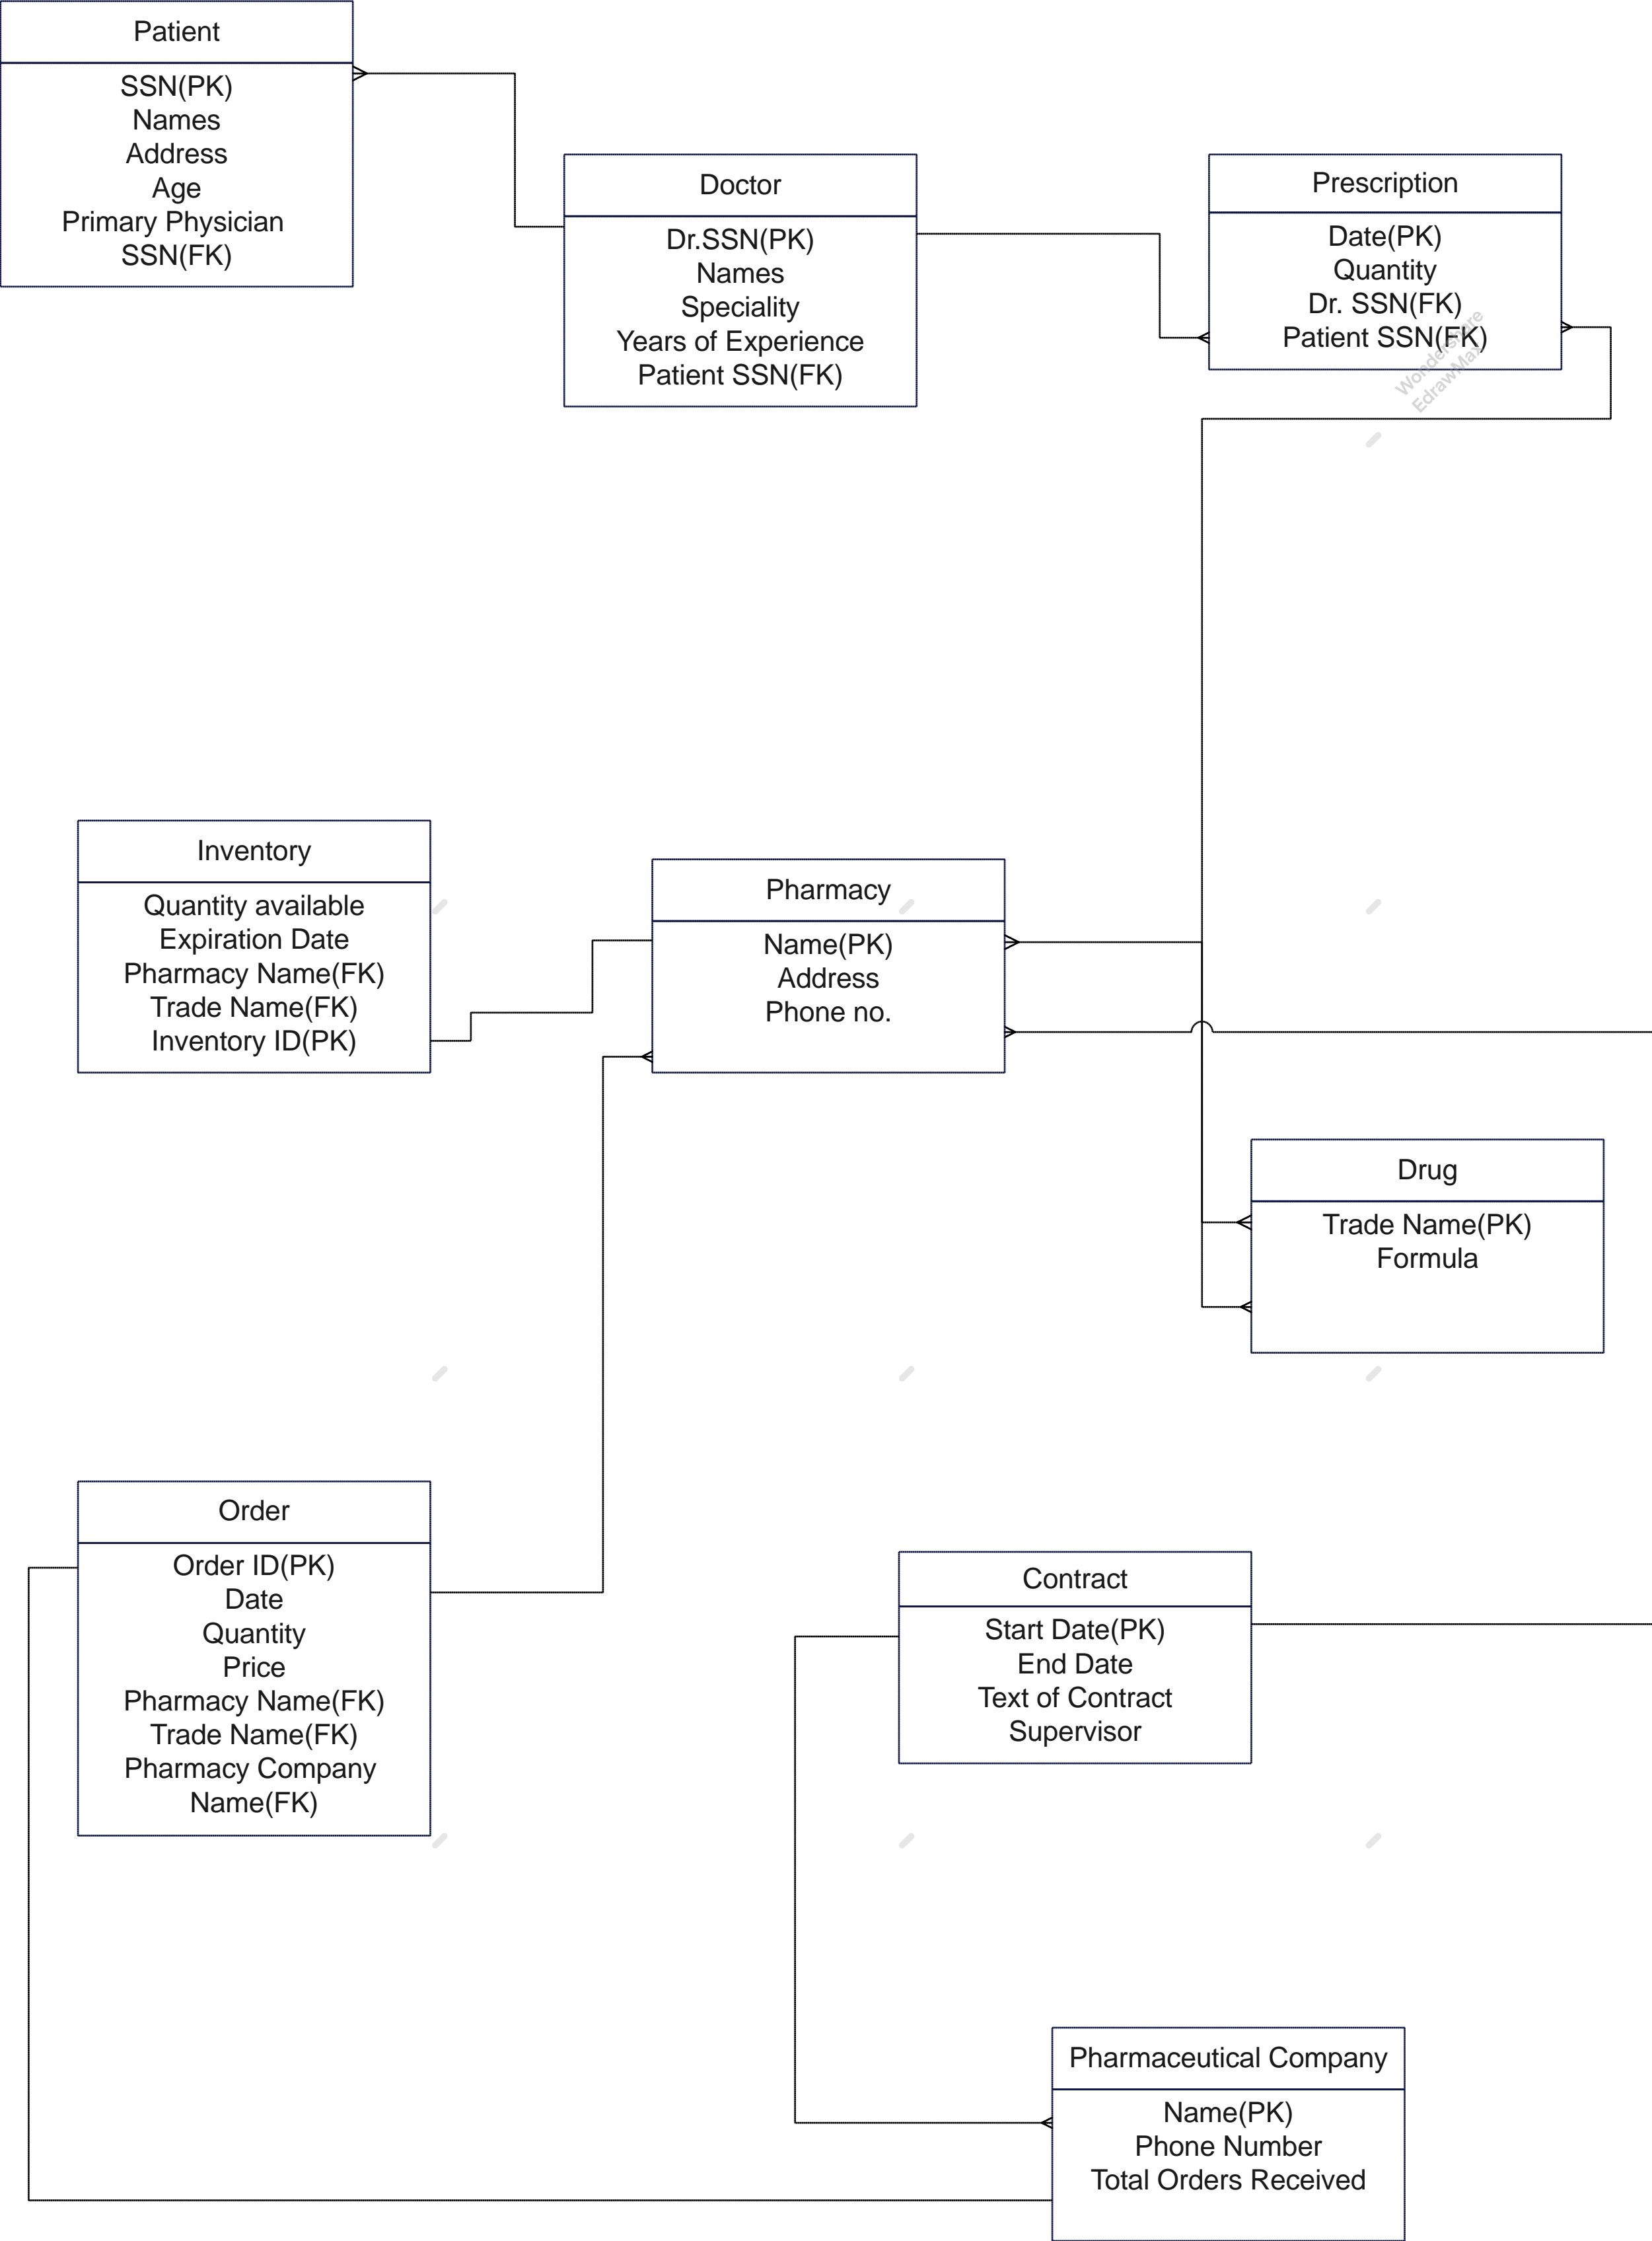 Patient
SSN(PK)
Names
Address
Age
Primary Physician
SSN(FK)
Doctor
Dr.SSN(PK)
Names
Speciality
Years of Experience
Patient SSN(FK)
Prescription
Date(PK)
Quantity
Dr. SSN(FK)
Patient SSN(FK)
Wondershare
EdrawMax
Inventory
Quantity available
Expiration Date
Pharmacy Name(FK)
Trade Name(FK)
Inventory ID(PK)
Pharmacy
Name(PK)
Address
Phone no.
Drug
Trade Name(PK)
Formula
Order
Order ID(PK)
Date
Quantity
Price
Pharmacy Name(FK)
Trade Name(FK)
Pharmacy Company
Name(FK)
Contract
Start Date(PK)
End Date
Text of Contract
Supervisor
Pharmaceutical Company
Name(PK)
Phone Number
Total Orders Received